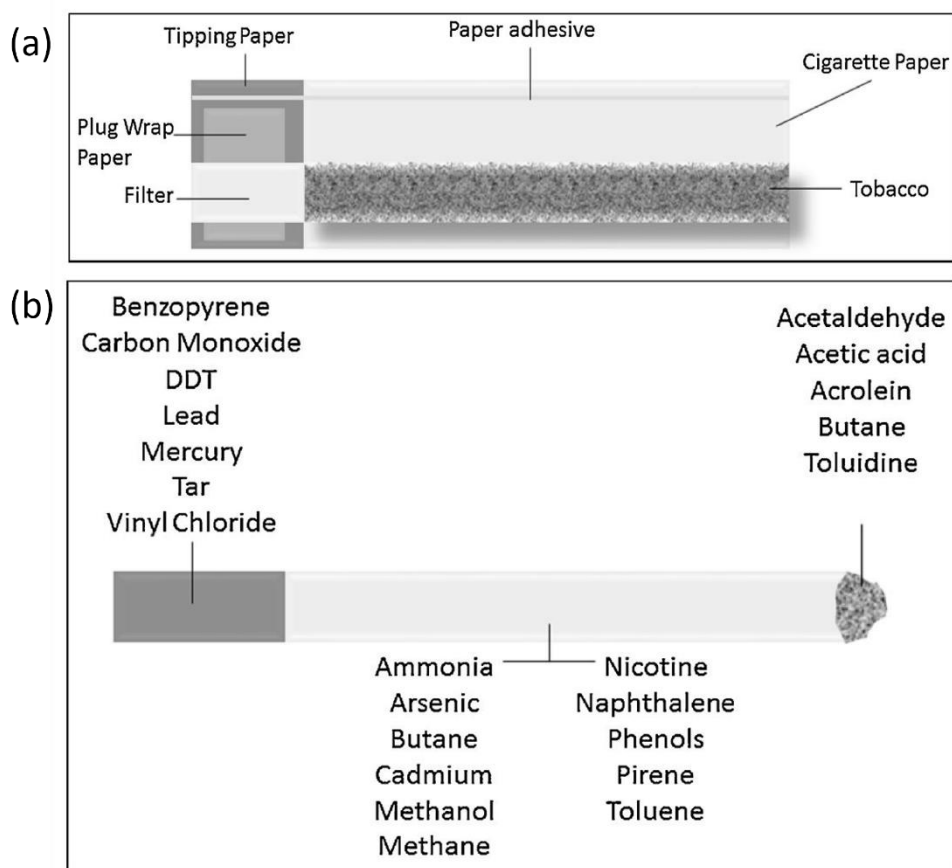 (a)
Tipping Paper
Paper adhesive
Cigarette Paper
Plug Wrap
Paper
Filter
Tobacco
(b)
Benzopyrene
Carbon Monoxide
DDT
Lead
Mercury
Tar
Vinyl Chloride
Acetaldehyde
Acetic acid
Acrolein
Butane
Toluidine
Ammonia
Arsenic
Butane
Cadmium
Methanol
Methane
Nicotine
Naphthalene
Phenols
Pirene
Toluene